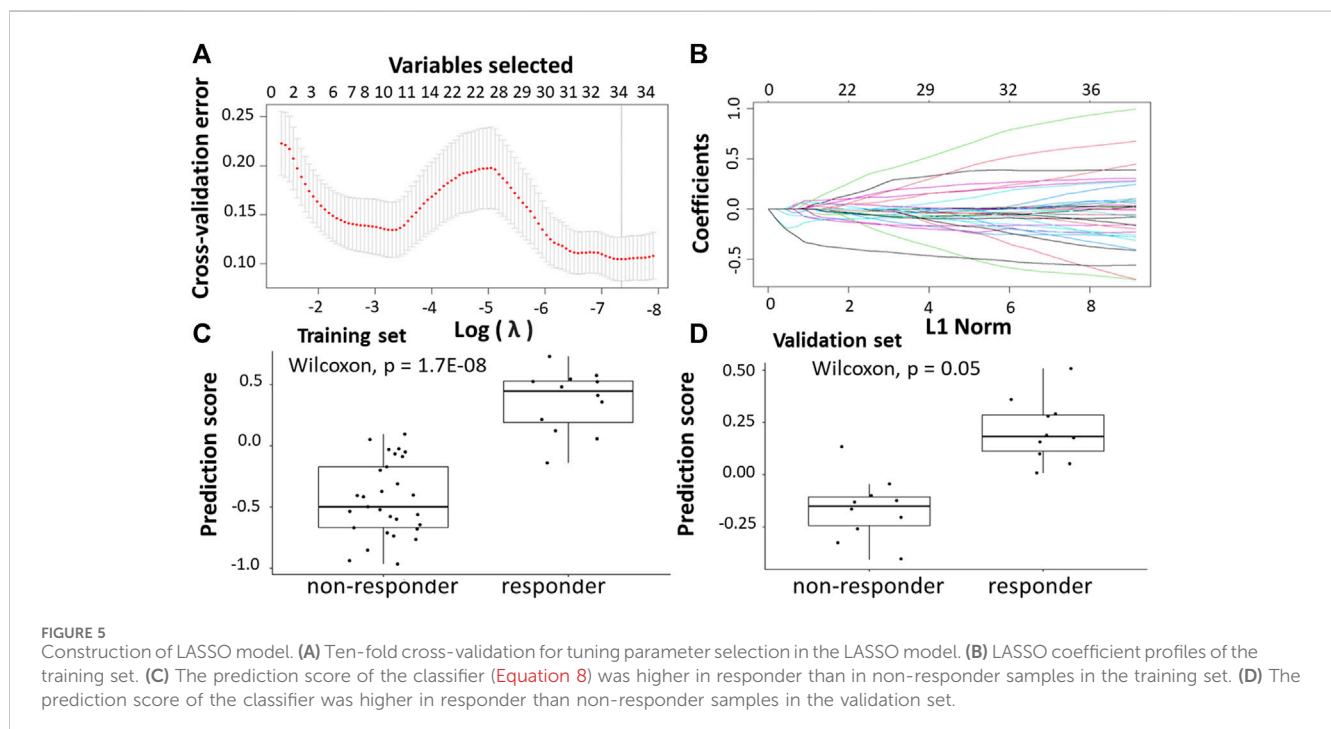 A
Variables selected
0 2 3 6 7 8 10 11 14 22 22 28 29 30 31 32 34 34
Cross-validation error
0.25
0.20
0.15
0.10
-2 -3 -4 -5 -6 -7 -8
Log ( λ )
B
0 22 29 32 36
Coefficients
1.0
0.5
0.0
-0.5
0 2 4 6 8
L1 Norm
C
Training set
Wilcoxon, p = 1.7E-08
Prediction score
0.5
0.0
-0.5
-1.0
non-responder responder
D
Validation set
Wilcoxon, p = 0.05
Prediction score
0.50
0.25
0.00
-0.25
non-responder responder
FIGURE 5
Construction of LASSO model. (A) Ten-fold cross-validation for tuning parameter selection in the LASSO model. (B) LASSO coefficient profiles of the
training set. (C) The prediction score of the classifier (Equation 8) was higher in responder than in non-responder samples in the training set. (D) The
prediction score of the classifier was higher in responder than non-responder samples in the validation set.